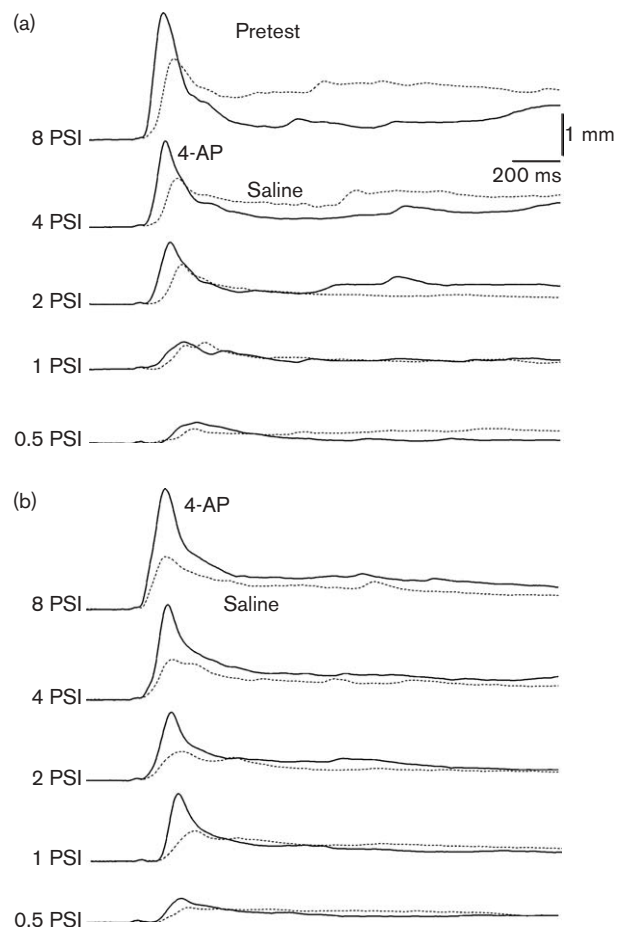 (a)
Pretest
8 PSI
1 mm
200 ms
4-AP
Saline
4 PSI
2 PSI
1 PSI
0.5 PSI
(b)
4-AP
8 PSI
Saline
4 PSI
2 PSI
1 PSI
0.5 PSI